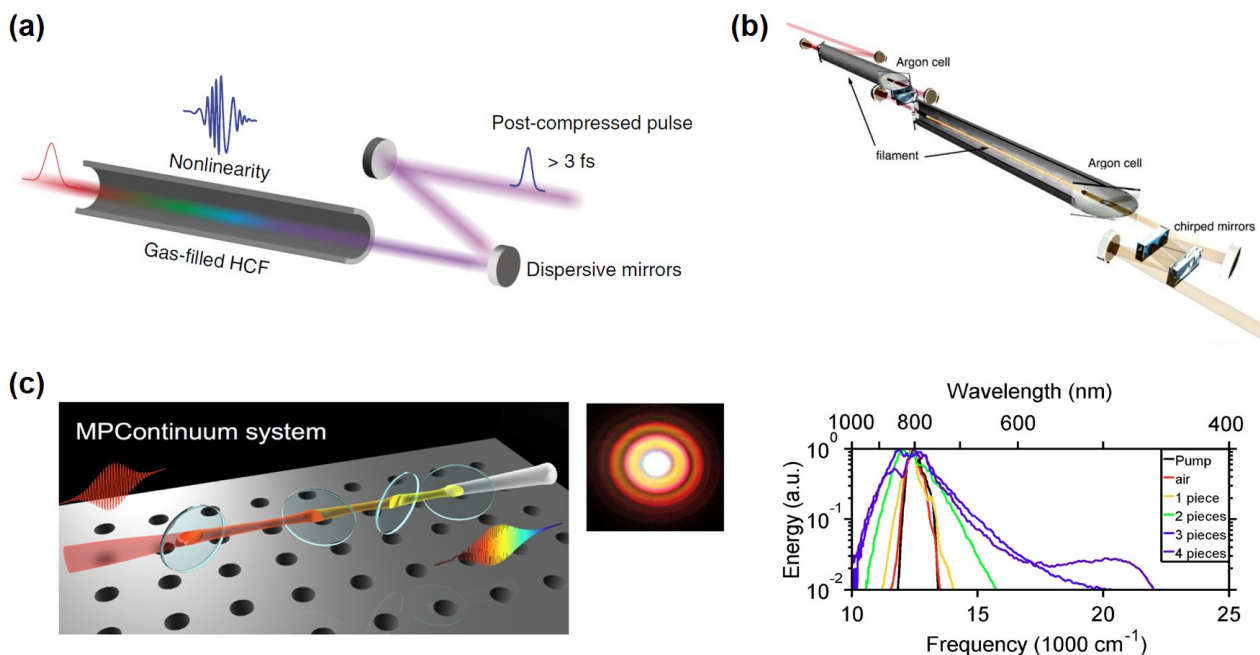 (a)
Nonlinearity
Gas-filled HCF
Post-compressed pulse
> 3 fs
Dispersive mirrors
(b)
Argon cell
filament
Argon cell
chirped mirrors
(c)
MPContinuum system
Wavelength (nm)
1000 800 600 400
Energy (a.u.)
10⁰
10⁻¹
10⁻²
Pump
air
1 piece
2 pieces
3 pieces
4 pieces
10 15 20 25
Frequency (1000 cm⁻¹)